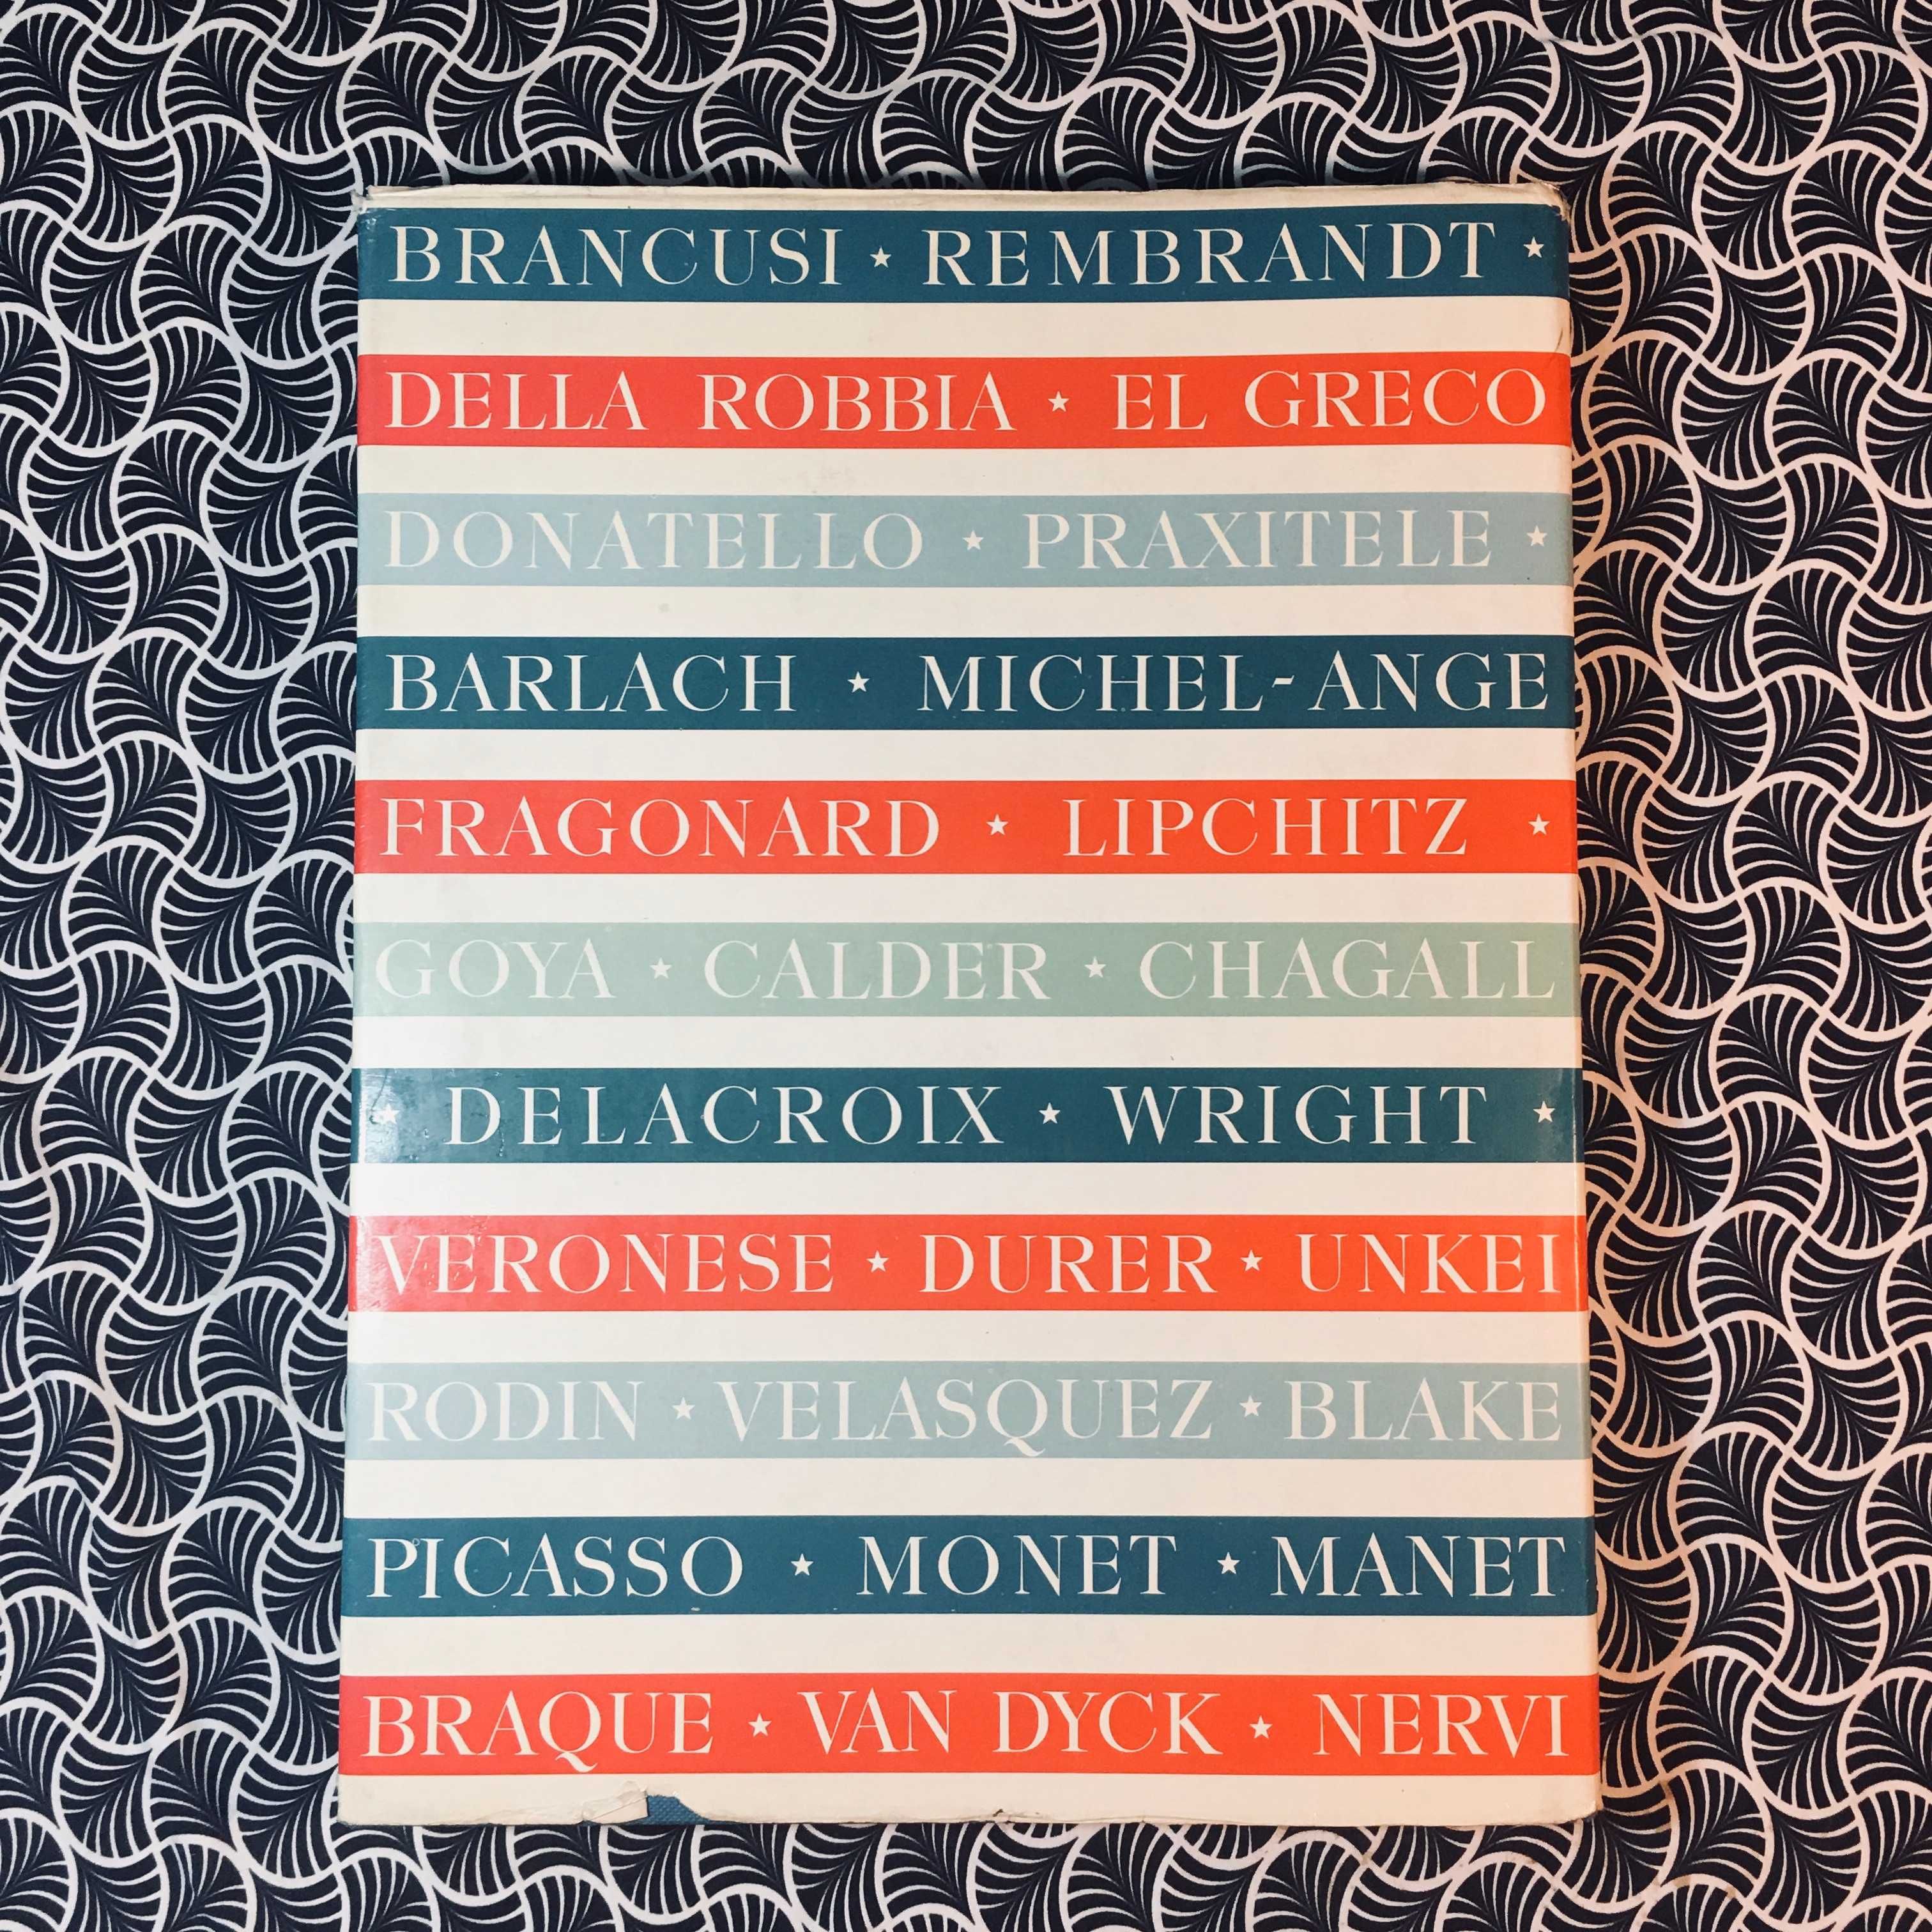 BRANCUSI ★ REMBRANDT ★
DELLA ROBBIA ★ EL GRECO
DONATELLO ★ PRAXITELE ★
BARLACH ★ MICHEL-ANGE
FRAGONARD ★ LIPCHITZ ★
GOYA ★ CALDER ★ CHAGALL
★ DELACROIX ★ WRIGHT ★
VERONESE ★ DURER ★ UNKEI
RODIN ★ VELASQUEZ ★ BLAKE
PICASSO ★ MONET ★ MANET
BRAQUE ★ VAN DYCK ★ NERVI